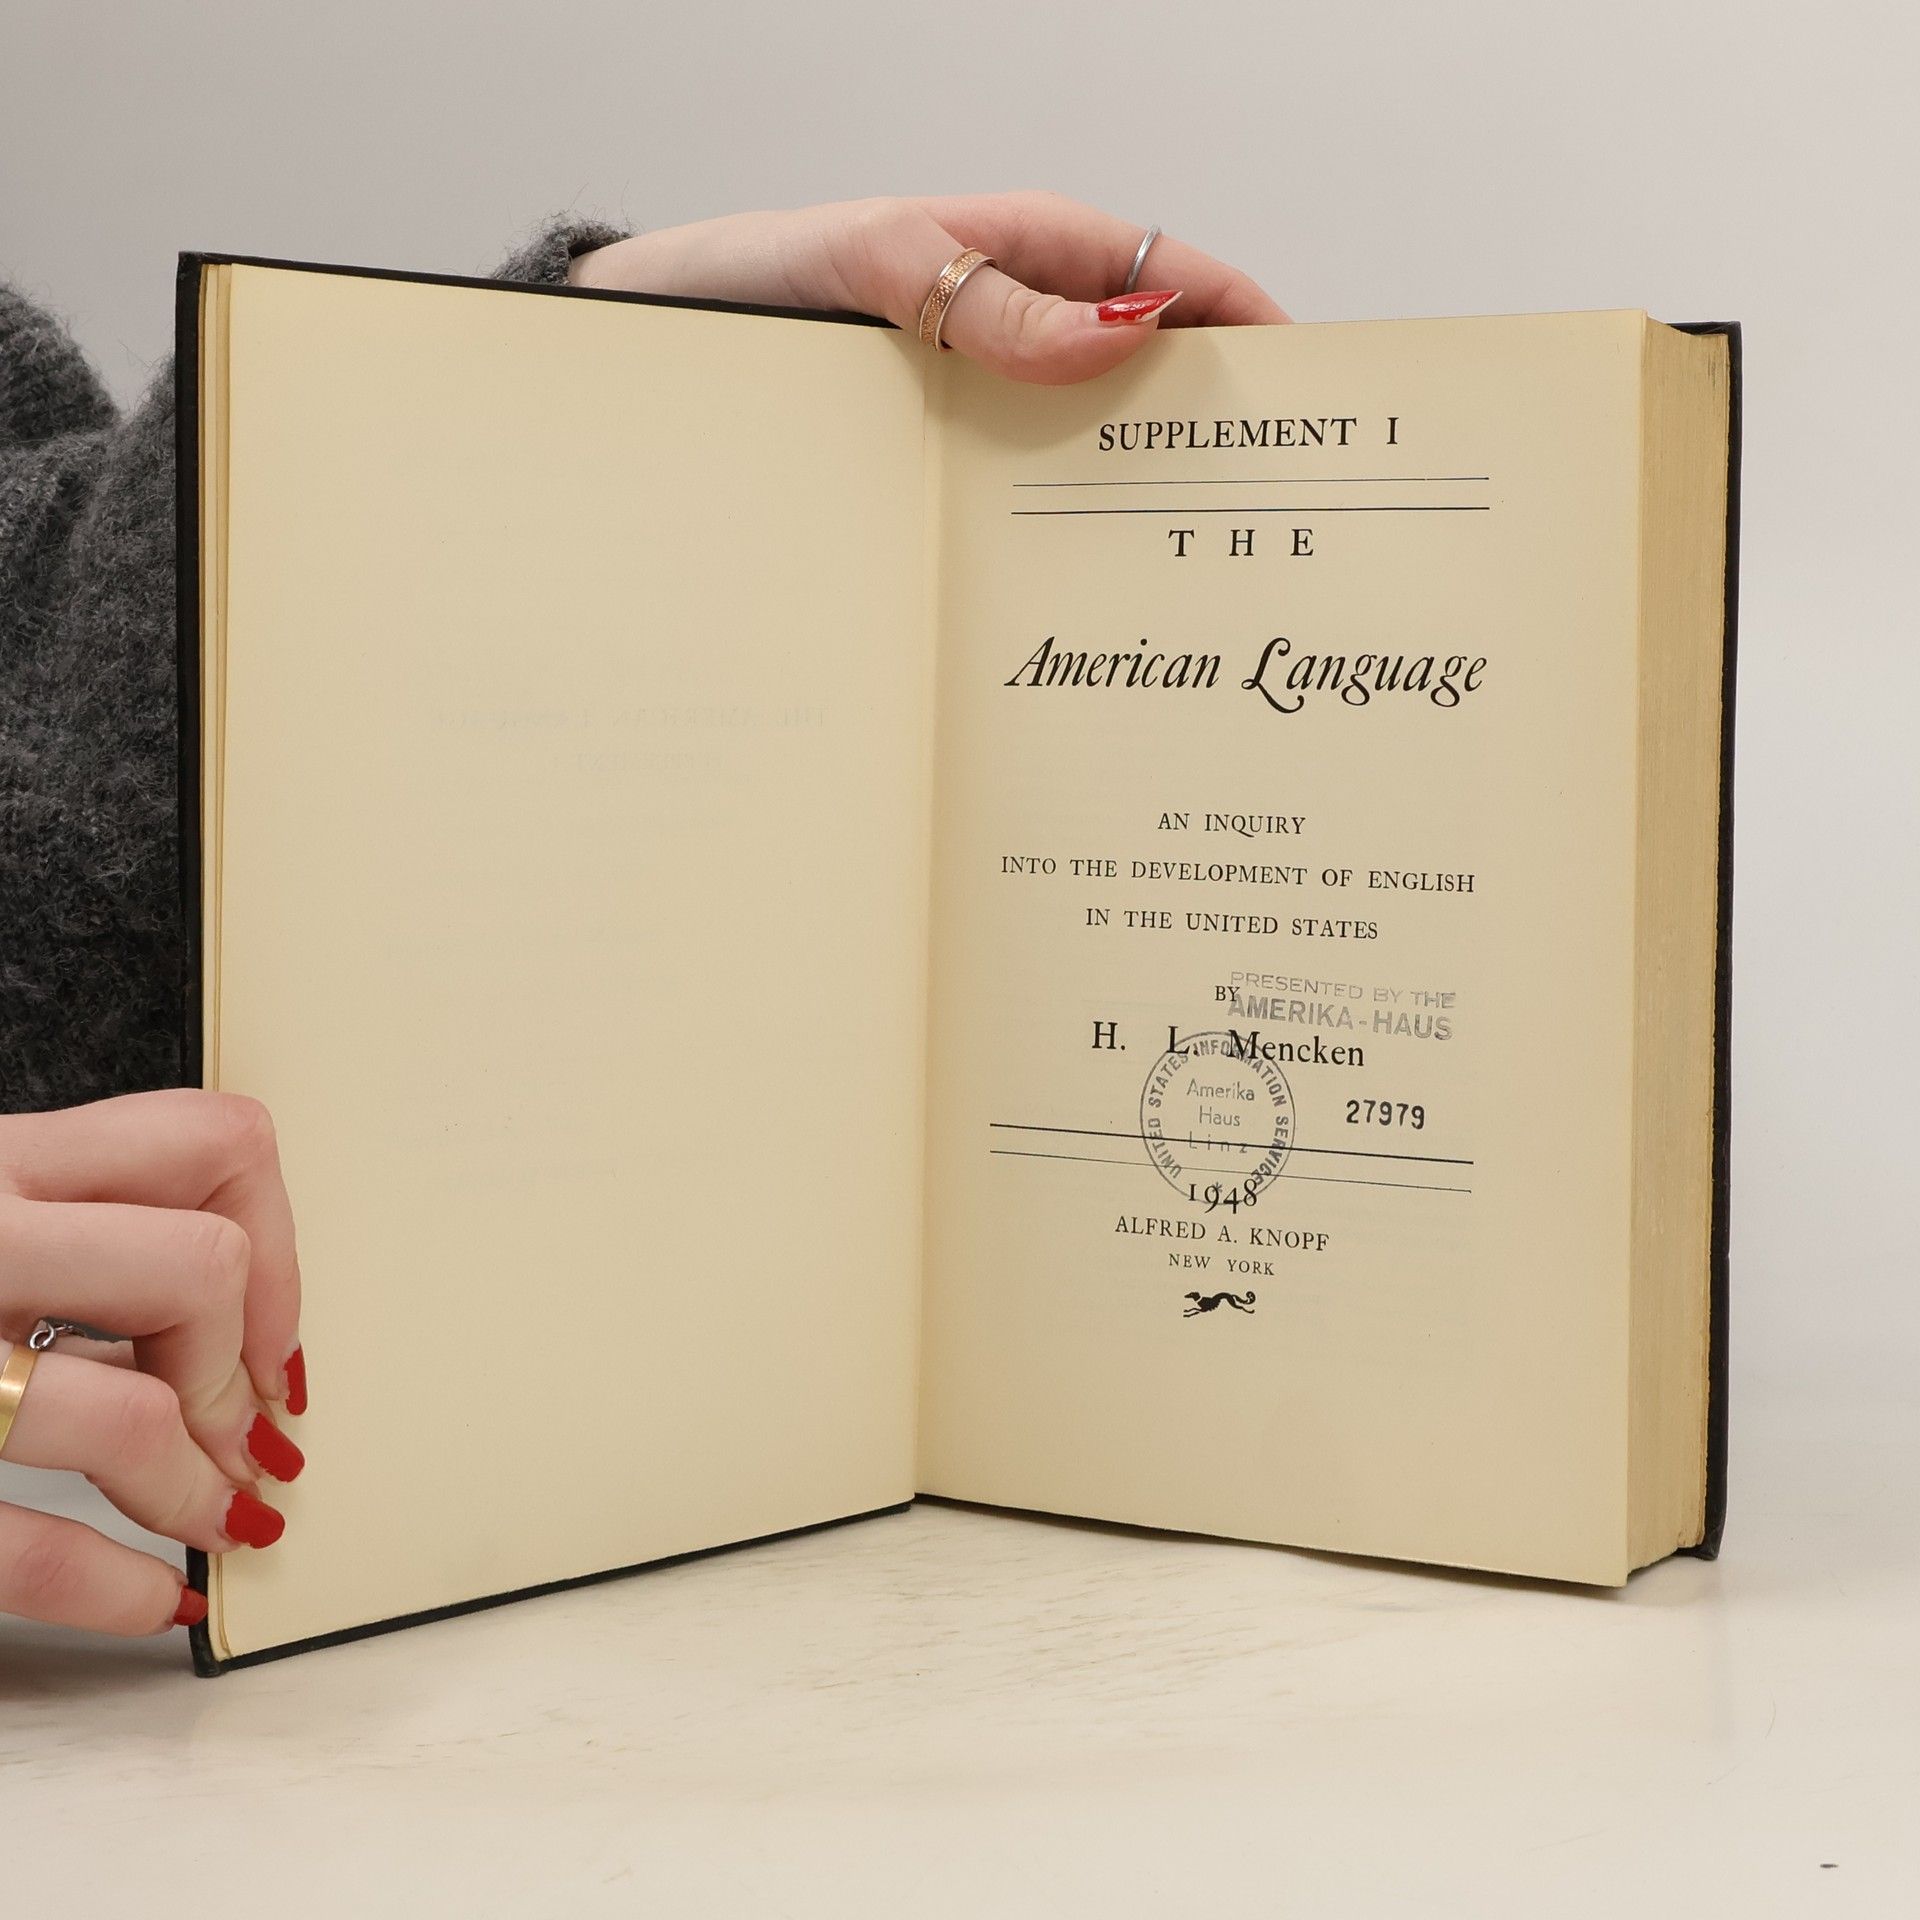 SUPPLEMENT I
THE
American Language
AN INQUIRY
INTO THE DEVELOPMENT OF ENGLISH
IN THE UNITED STATES
PRESENTED BY THE
AMERIKA-HAUS
BY
H. L. Mencken
UNITED STATES INFORMATION SERVICE
Amerika
Haus
Linz
*
27979
1948
ALFRED A. KNOPF
NEW YORK